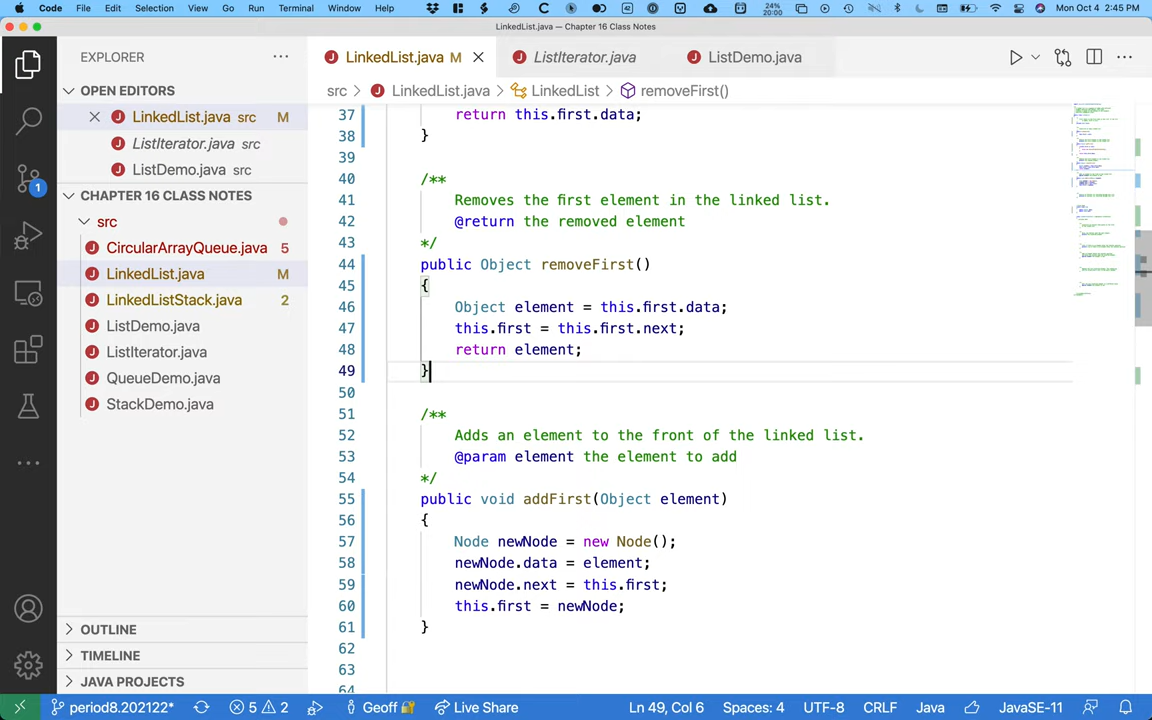 Code File Edit Selection View Go Run Terminal Window Help 24% 20:00 Mon Oct 4 2:45 PM
LinkedList.java — Chapter 16 Class Notes
EXPLORER
LinkedList.java M
ListIterator.java
ListDemo.java
src > LinkedList.java > LinkedList > removeFirst()
OPEN EDITORS
LinkedList.java src M
ListIterator.java src
ListDemo.java src
CHAPTER 16 CLASS NOTES
src
CircularArrayQueue.java 5
LinkedList.java M
LinkedListStack.java 2
ListDemo.java
ListIterator.java
QueueDemo.java
StackDemo.java
OUTLINE
TIMELINE
JAVA PROJECTS
1
37 return this.first.data;
38 }
39
40 /**
41 Removes the first element in the linked list.
42 @return the removed element
43 */
44 public Object removeFirst()
45 {
46 Object element = this.first.data;
47 this.first = this.first.next;
48 return element;
49 }
50
51 /**
52 Adds an element to the front of the linked list.
53 @param element the element to add
54 */
55 public void addFirst(Object element)
56 {
57 Node newNode = new Node();
58 newNode.data = element;
59 newNode.next = this.first;
60 this.first = newNode;
61 }
62
63
64
period8.202122* 5 2 Geoff Live Share Ln 49, Col 6 Spaces: 4 UTF-8 CRLF Java JavaSE-11